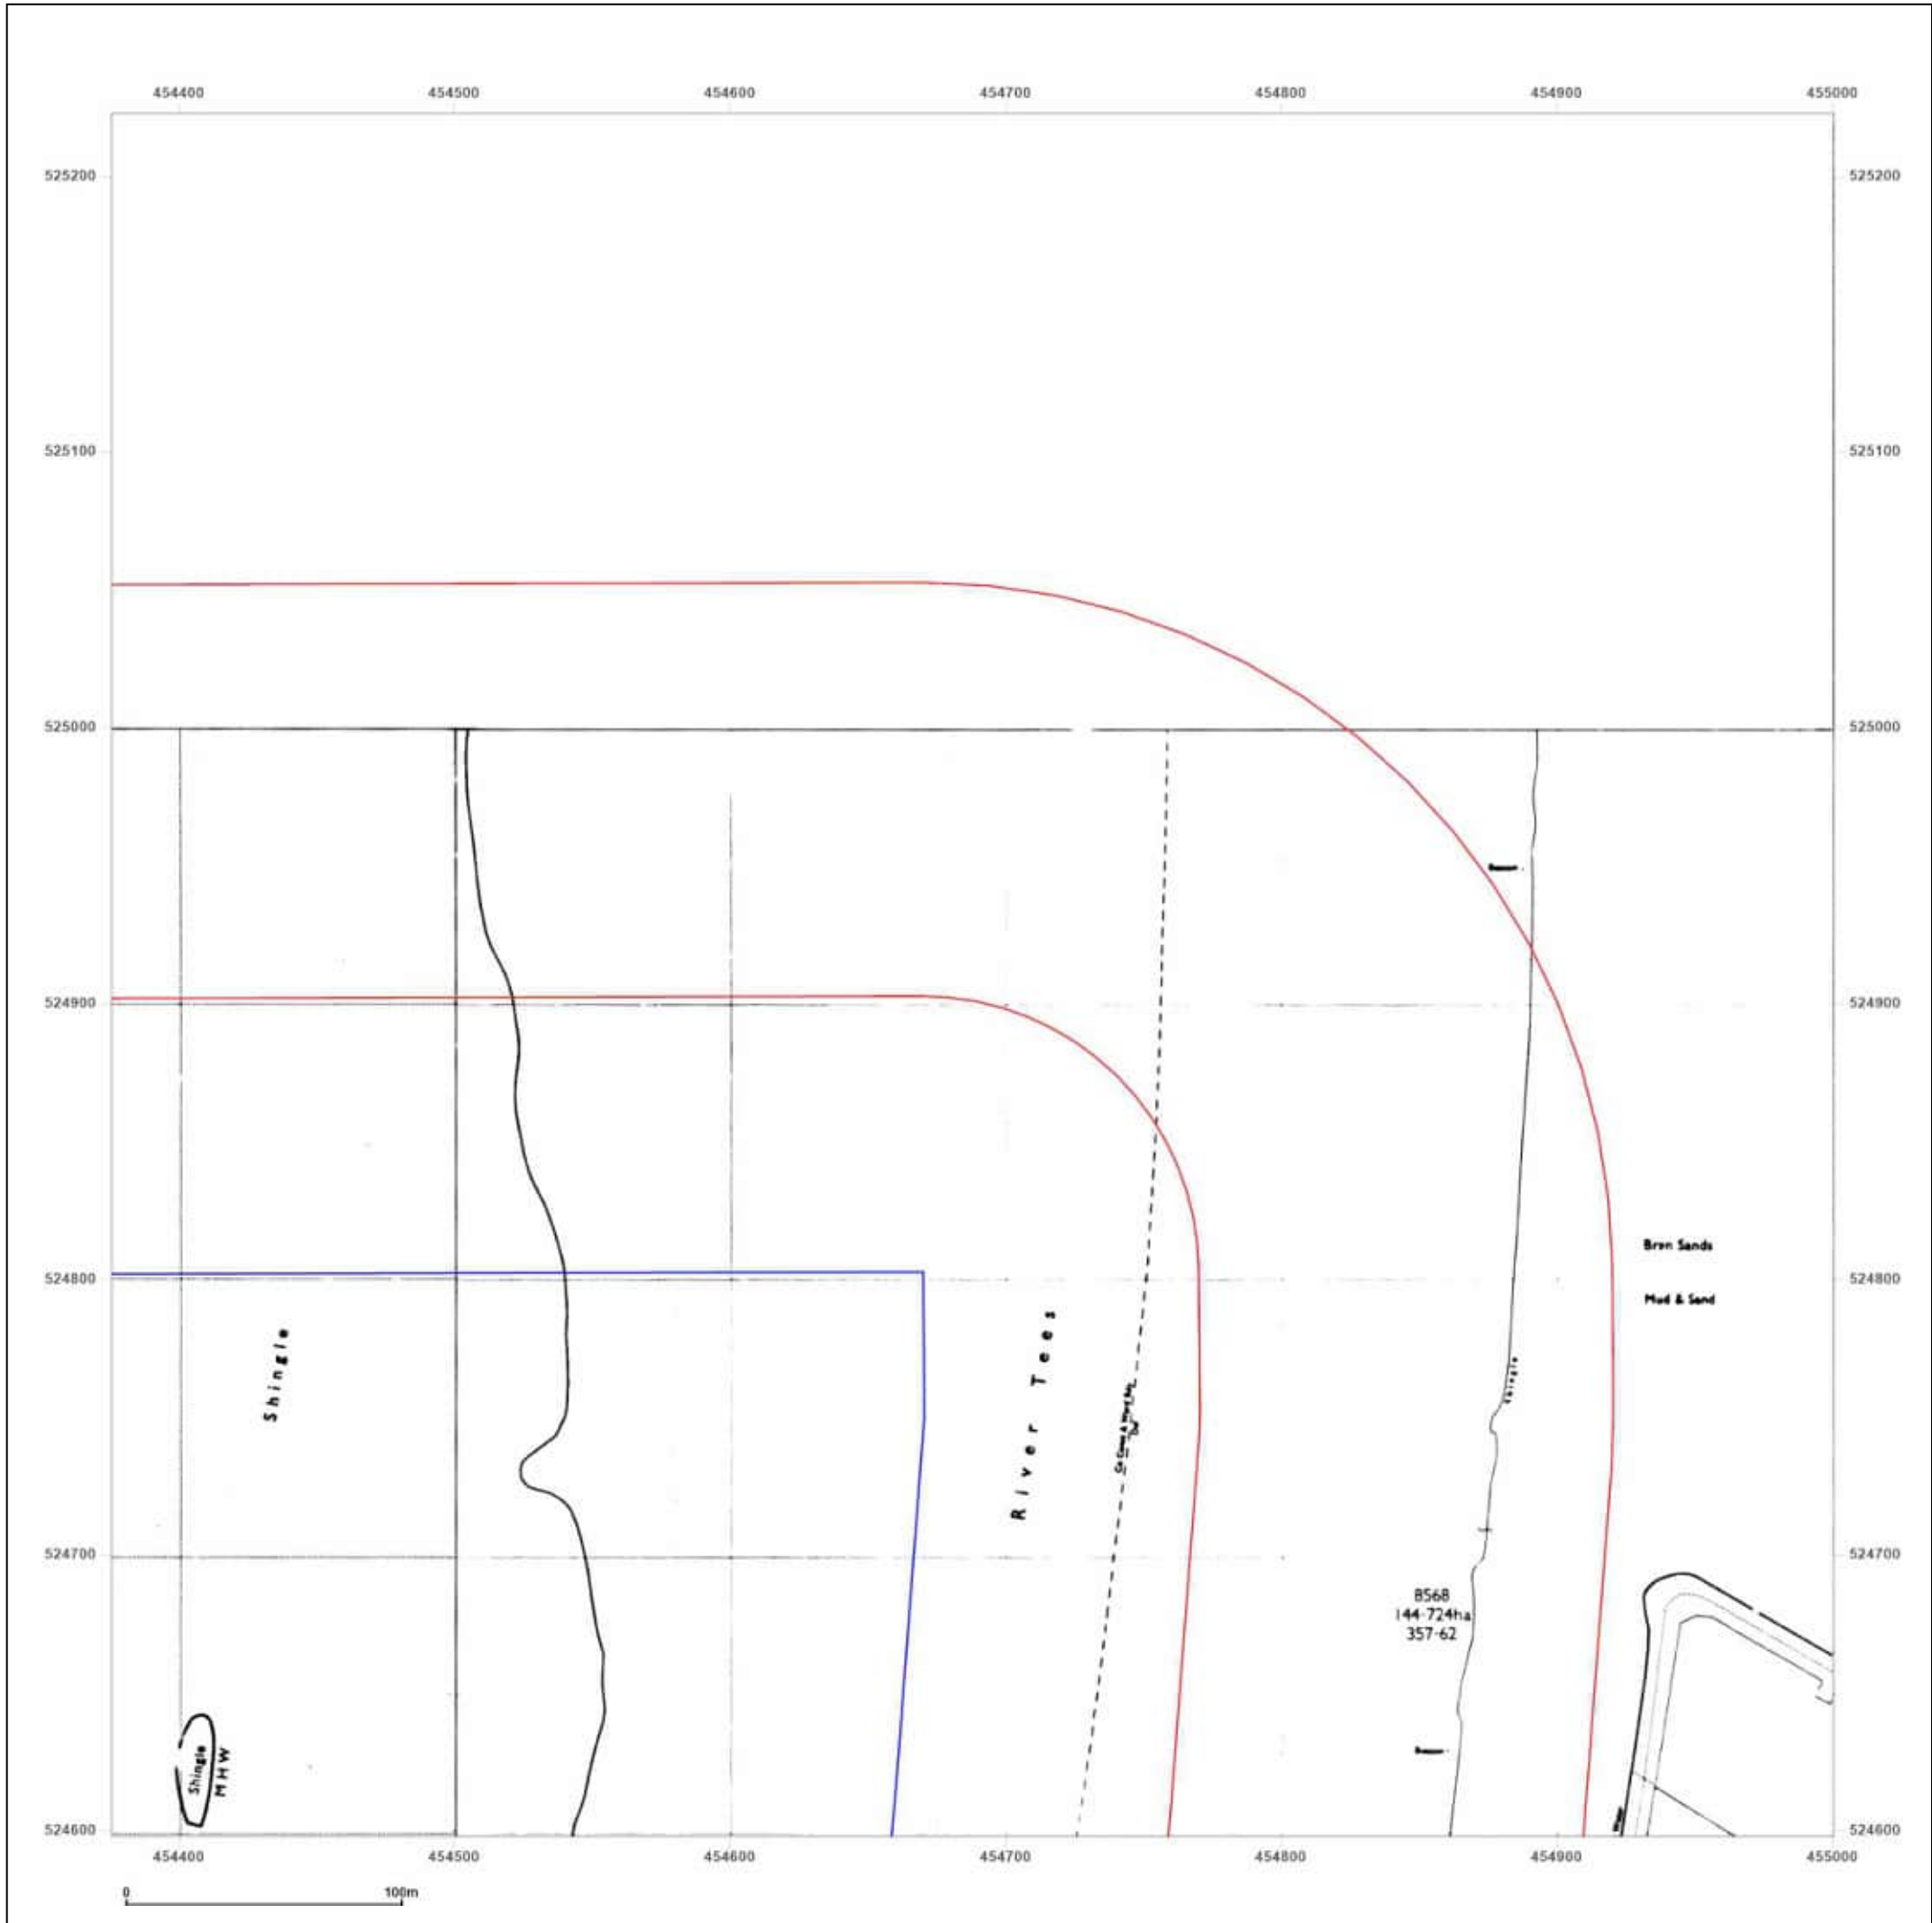 454400 454500 454600 454700 454800 454900 455000
525200 525200
525100 525100
525000 525000
524900 524900
Bran Sands
524800 524800
Mud & Sand
Shingle
River Tees
Shingle
524700 524700
8568
144·724ha
357·62
Shingle
MHW
524600 524600
454400 454500 454600 454700 454800 454900 455000
0 100m